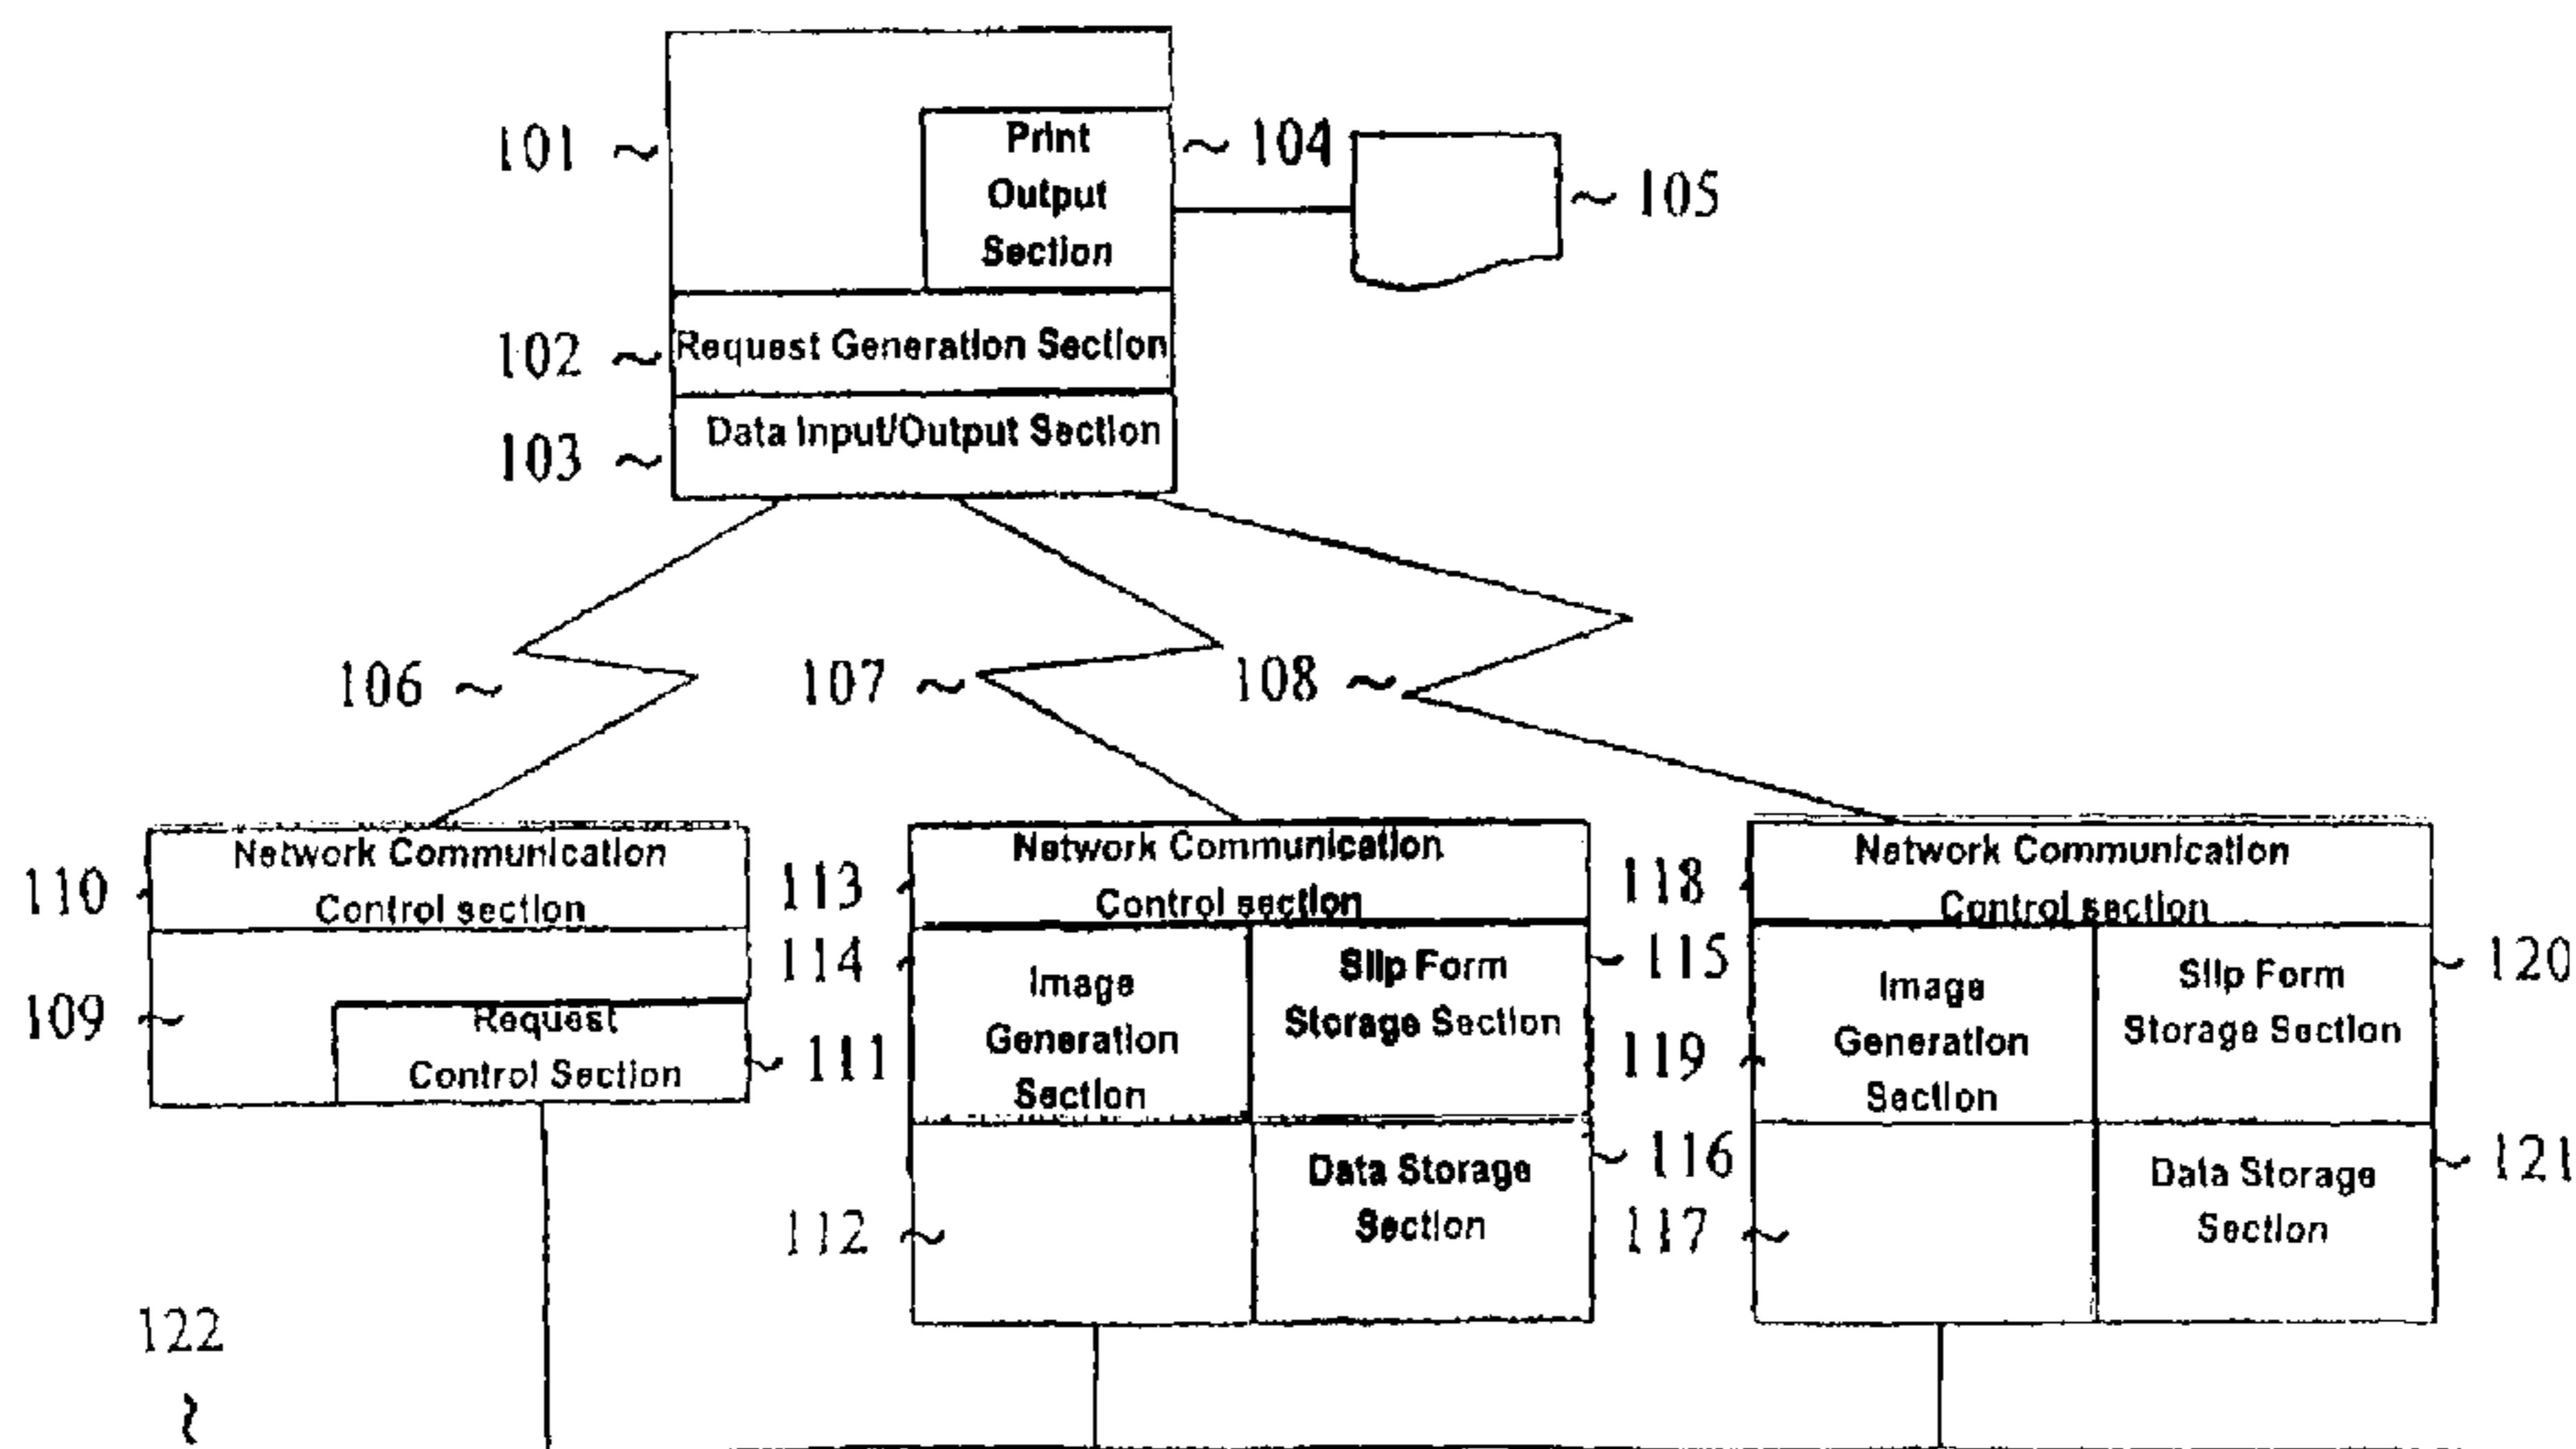 101
Print
Output
Section
104
105
102
Request Generation Section
103
Data Input/Output Section
106
107
108
110
Network Communication
Control section
109
Request
Control Section
111
113
Network Communication
Control section
114
Image
Generation
Section
Slip Form
Storage Section
115
112
Data Storage
Section
116
118
Network Communication
Control section
119
Image
Generation
Section
Slip Form
Storage Section
120
117
Data Storage
Section
121
122